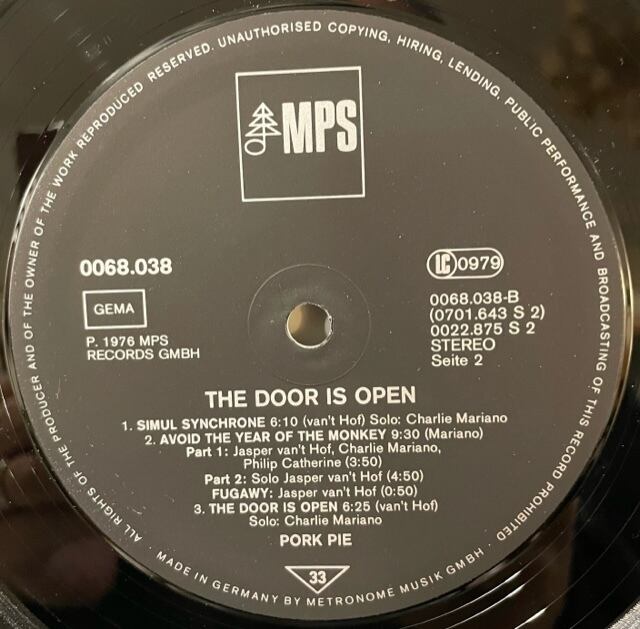 ALL RIGHTS OF THE PRODUCER AND OF THE OWNER OF THE WORK REPRODUCED RESERVED. UNAUTHORISED COPYING, HIRING, LENDING, PUBLIC PERFORMANCE AND BROADCASTING OF THIS RECORD PROHIBITED
MPS
0068.038
LC 0979
GEMA
P. 1976 MPS
RECORDS GMBH
0068.038-B
(0701.643 S 2)
0022.875 S 2
STEREO
Seite 2
THE DOOR IS OPEN
1. SIMUL SYNCHRONE 6:10 (van't Hof) Solo: Charlie Mariano
2. AVOID THE YEAR OF THE MONKEY 9:30 (Mariano)
Part 1: Jasper van't Hof, Charlie Mariano,
Philip Catherine (3:50)
Part 2: Solo Jasper van't Hof (4:50)
FUGAWY: Jasper van't Hof (0:50)
3. THE DOOR IS OPEN 6:25 (van't Hof)
Solo: Charlie Mariano
PORK PIE
33
· MADE IN GERMANY BY METRONOME MUSIK GMBH ·